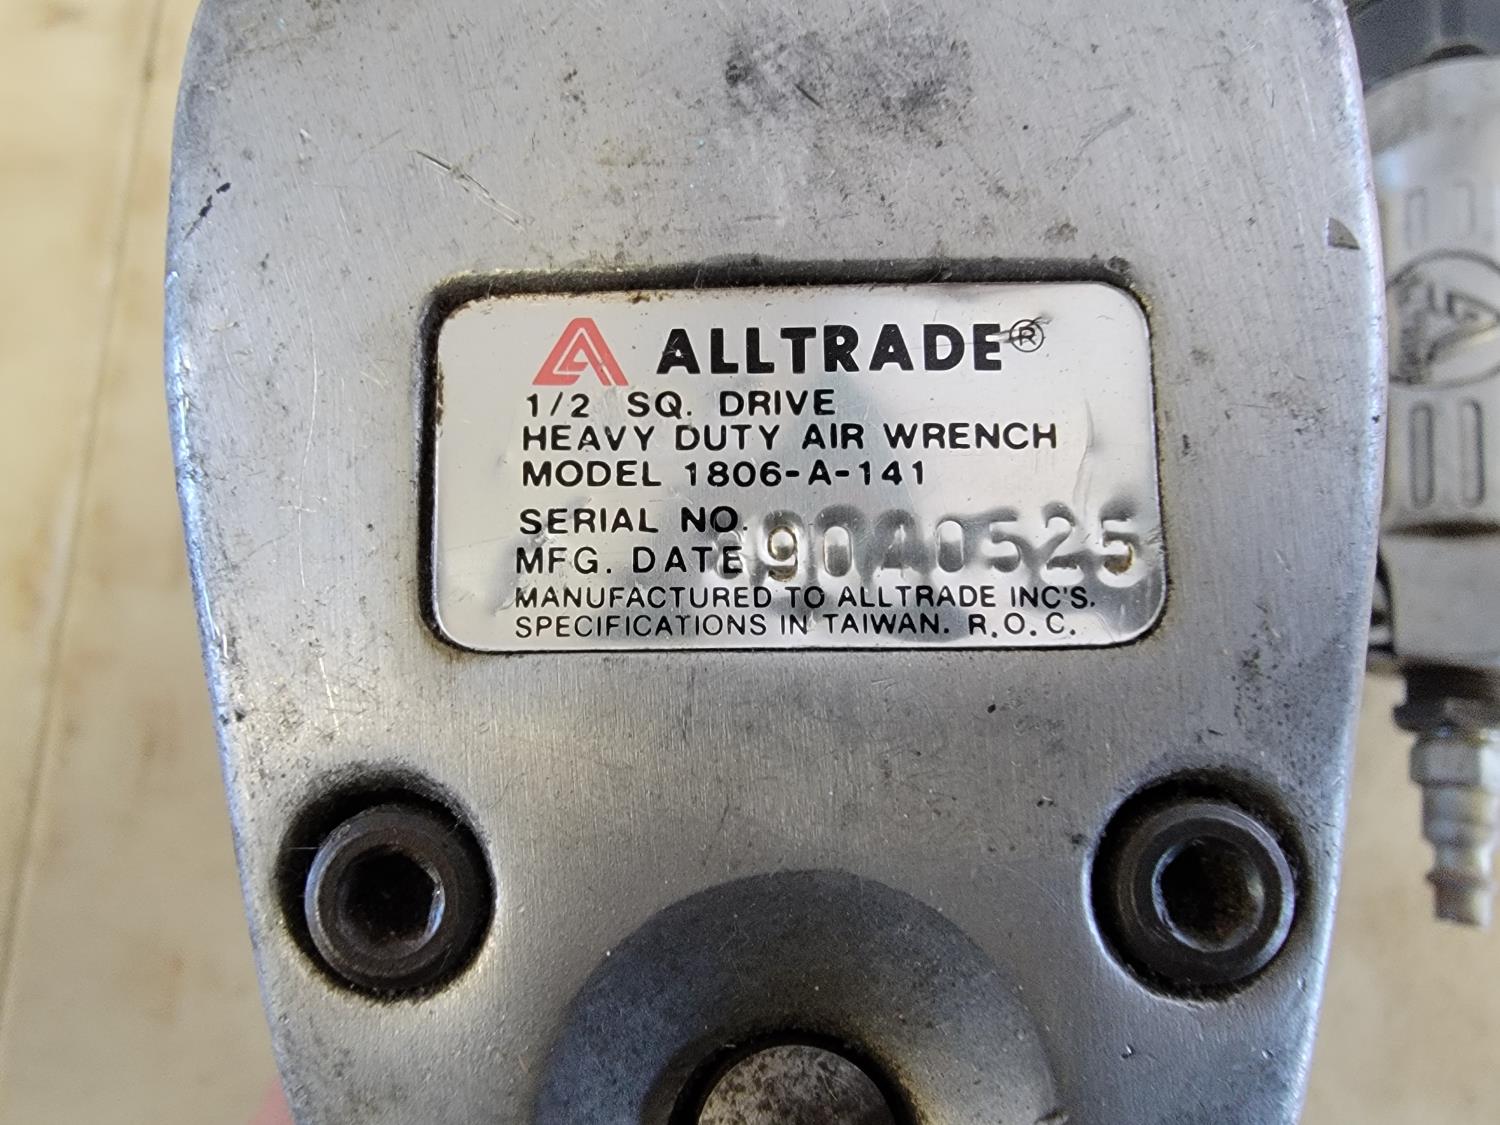 ALLTRADE®
1/2 SQ. DRIVE
HEAVY DUTY AIR WRENCH
MODEL 1806-A-141
SERIAL NO.
MFG. DATE
MANUFACTURED TO ALLTRADE INC'S.
SPECIFICATIONS IN TAIWAN. R.O.C.